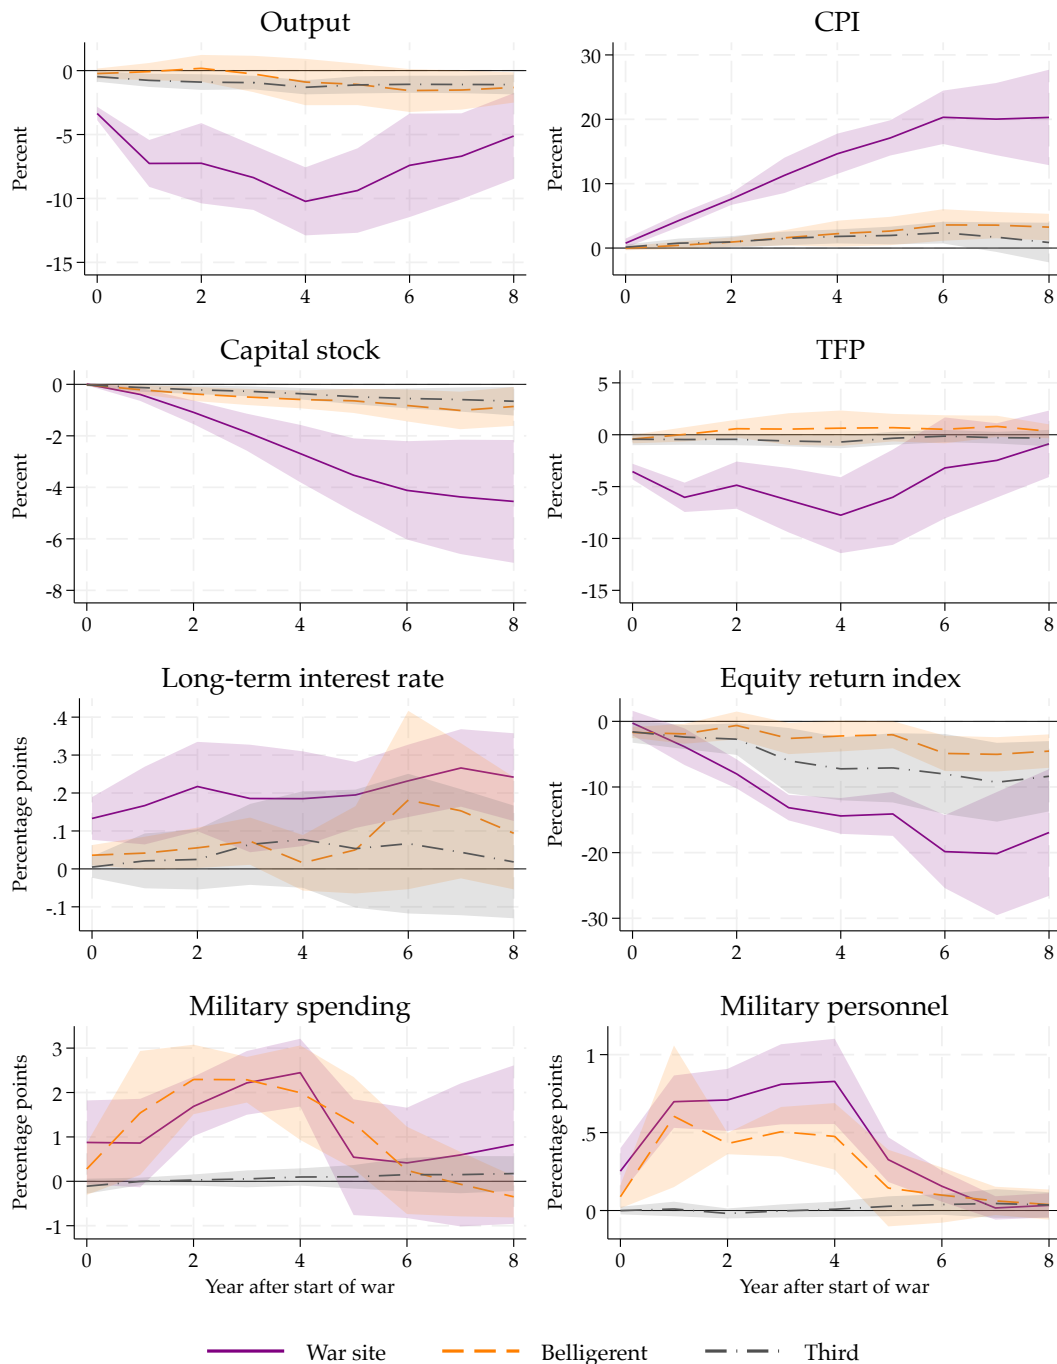 Output
CPI
Percent
0
-5
-10
-15
0 2 4 6 8
Percent
30
20
10
0
0 2 4 6 8
Capital stock
TFP
Percent
0
-2
-4
-6
-8
0 2 4 6 8
Percent
5
0
-5
-10
-15
0 2 4 6 8
Long-term interest rate
Equity return index
Percentage points
.4
.3
.2
.1
0
-.1
0 2 4 6 8
Percent
0
-10
-20
-30
0 2 4 6 8
Military spending
Military personnel
Percentage points
3
2
1
0
-1
0 2 4 6 8
Year after start of war
Percentage points
1
.5
0
0 2 4 6 8
Year after start of war
War site Belligerent Third